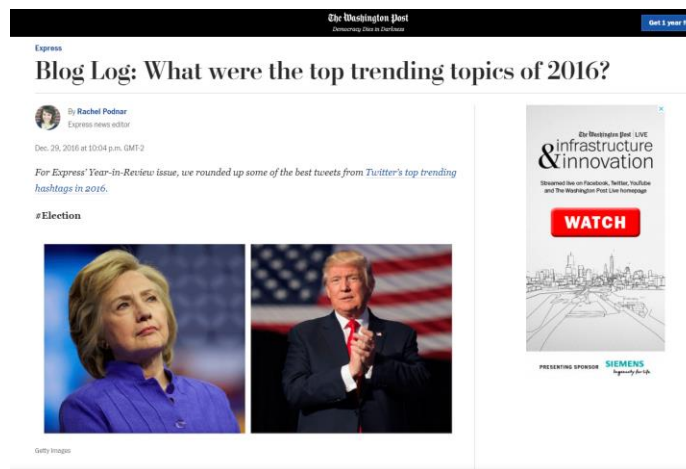 The Washington Post
Democracy Dies in Darkness
Get 1 year f
Express
Blog Log: What were the top trending topics of 2016?
By Rachel Podnar
Express news editor
Dec. 29, 2016 at 10:04 p.m. GMT-2
For Express' Year-in-Review issue, we rounded up some of the best tweets from Twitter's top trending
hashtags in 2016.
#Election
Getty Images
The Washington Post | LIVE
infrastructure
& innovation
Streamed live on Facebook, Twitter, YouTube
and The Washington Post Live homepage
WATCH
PRESENTING SPONSOR SIEMENS
Ingenuity for life